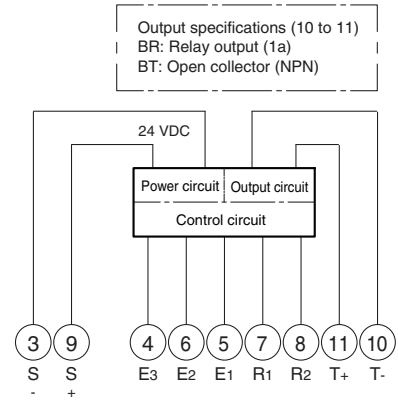 Output specifications (10 to 11)
BR: Relay output (1a)
BT: Open collector (NPN)
24 VDC
Power circuit Output circuit
Control circuit
3 9 4 6 5 7 8 11 10
S S E3 E2 E1 R1 R2 T+ T-
- +